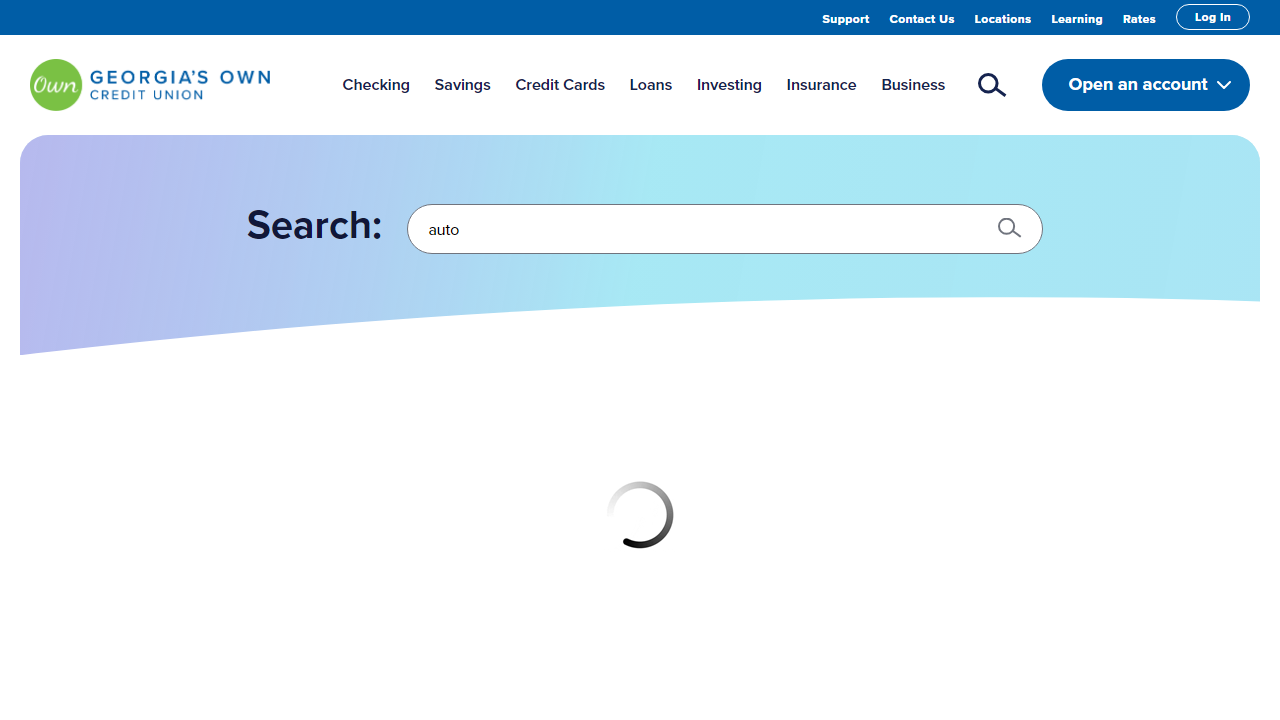 Support Contact Us Locations Learning Rates Log In
Own GEORGIA'S OWN
CREDIT UNION
Checking Savings Credit Cards Loans Investing Insurance Business Open an account
Search: auto